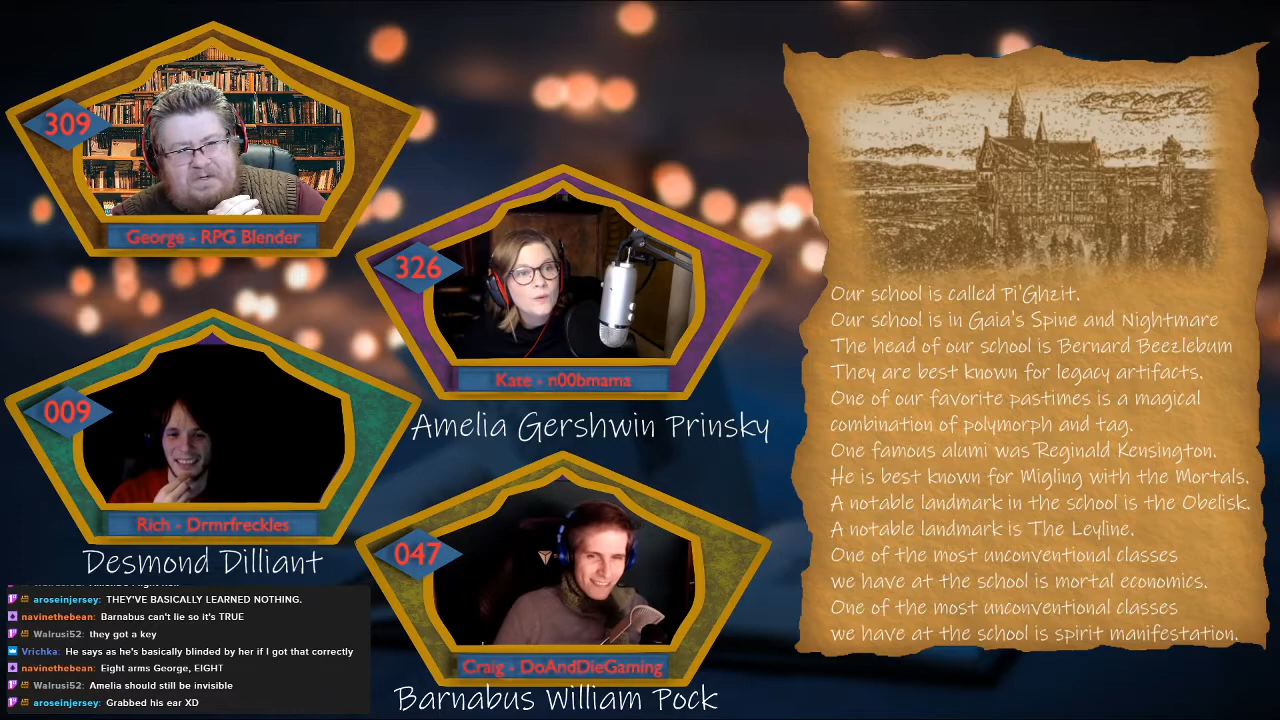 309
George - RPG Blender
326
Kate - n00bmama
Amelia Gershwin Prinsky
009
Rich - Drmrfreckles
Desmond Dilliant
047
Craig - DoAndDieGaming
Barnabus William Pock
aroseinjersey: THEY'VE BASICALLY LEARNED NOTHING.
navinethebean: Barnabus can't lie so it's TRUE
Walrusi52: they got a key
Vrichka: He says as he's basically blinded by her if I got that correctly
navinethebean: Eight arms George, EIGHT
Walrusi52: Amelia should still be invisible
aroseinjersey: Grabbed his ear XD
Our school is called Pi'Ghzit.
Our school is in Gaia's Spine and Nightmare
The head of our school is Bernard Beezlebum
They are best known for legacy artifacts.
One of our favorite pastimes is a magical
combination of polymorph and tag.
One famous alumi was Reginald Kensington.
He is best known for Migling with the Mortals.
A notable landmark in the school is the Obelisk.
A notable landmark is The Leyline.
One of the most unconventional classes
we have at the school is mortal economics.
One of the most unconventional classes
we have at the school is spirit manifestation.